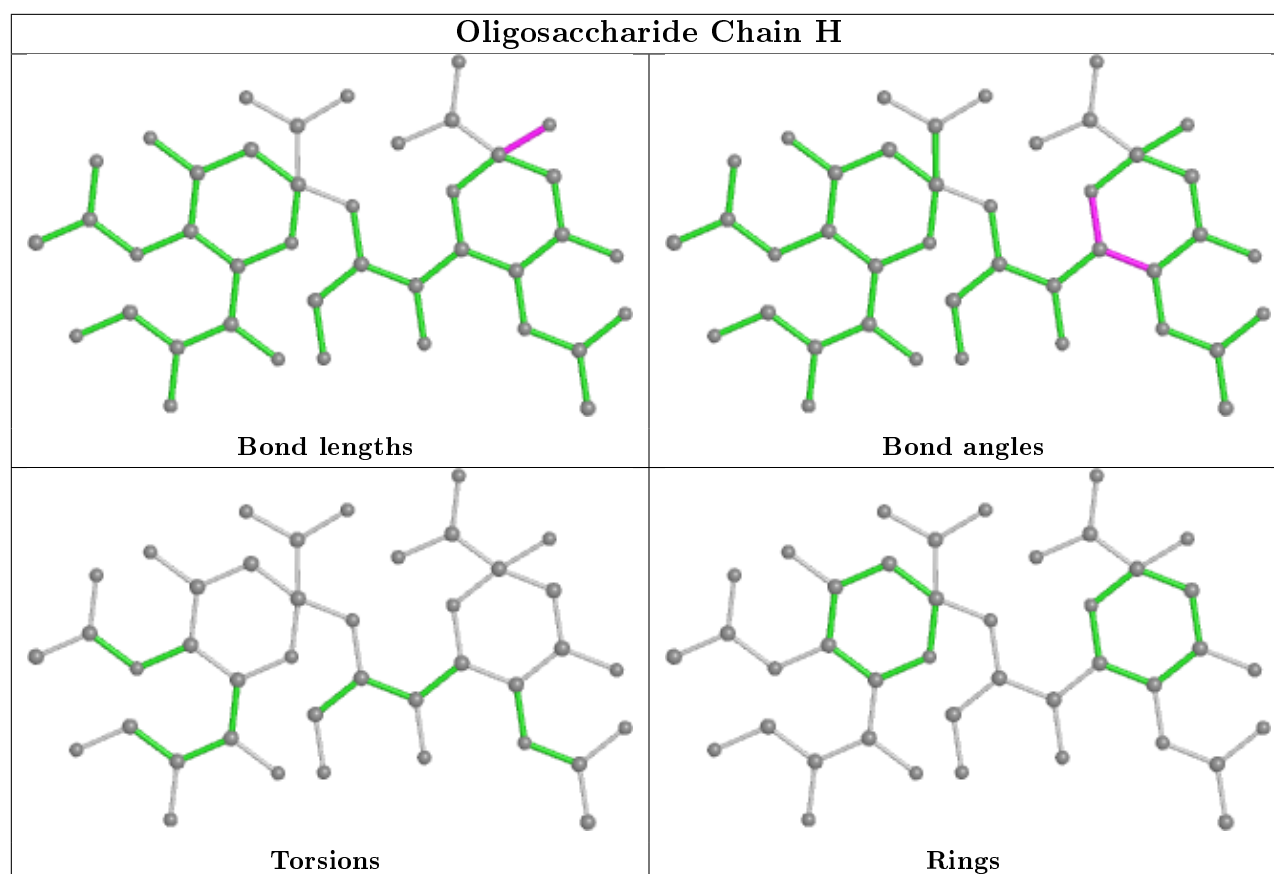 Oligosaccharide Chain H
Bond lengths
Bond angles
Torsions
Rings